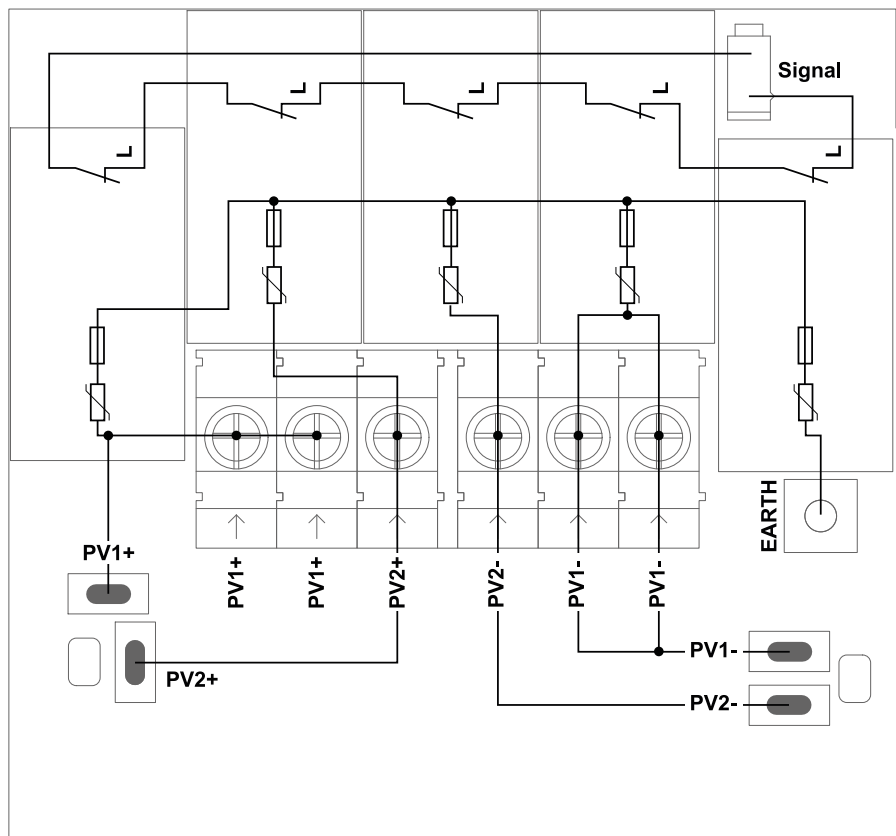 Signal
L
L
L
L
L
EARTH
PV1+
PV1+
PV1+
PV2+
PV2-
PV1-
PV1-
PV2+
PV1-
PV2-